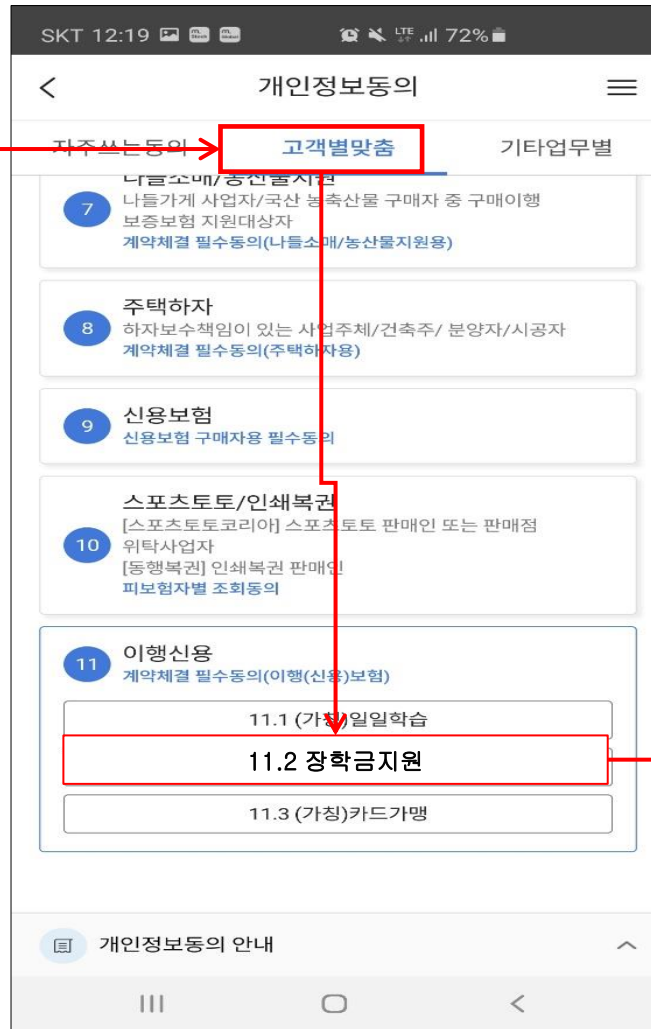 SKT 12:19 LTE 72%
개인정보동의
자주쓰는동의 고객별맞춤 기타업무별
나들소매/농산물지원
7
나들가게 사업자/국산 농축산물 구매자 중 구매이행
보증보험 지원대상자
계약체결 필수동의(나들소매/농산물지원용)
주택하자
8
하자보수책임이 있는 사업주체/건축주/ 분양자/시공자
계약체결 필수동의(주택하자용)
신용보험
9
신용보험 구매자용 필수동의
스포츠토토/인쇄복권
[스포츠토토코리아] 스포츠토토 판매인 또는 판매점
10
위탁사업자
[동행복권] 인쇄복권 판매인
피보험자별 조회동의
이행신용
11
계약체결 필수동의(이행(신용)보험)
11.1 (가칭)일일학습
11.2 장학금지원
11.3 (가칭)카드가맹
개인정보동의 안내